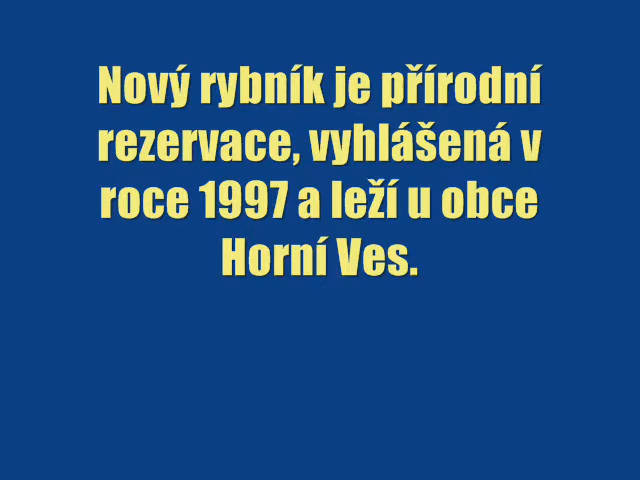 Nový rybník je přírodní
rezervace, vyhlášená v
roce 1997 a leží u obce
Horní Ves.